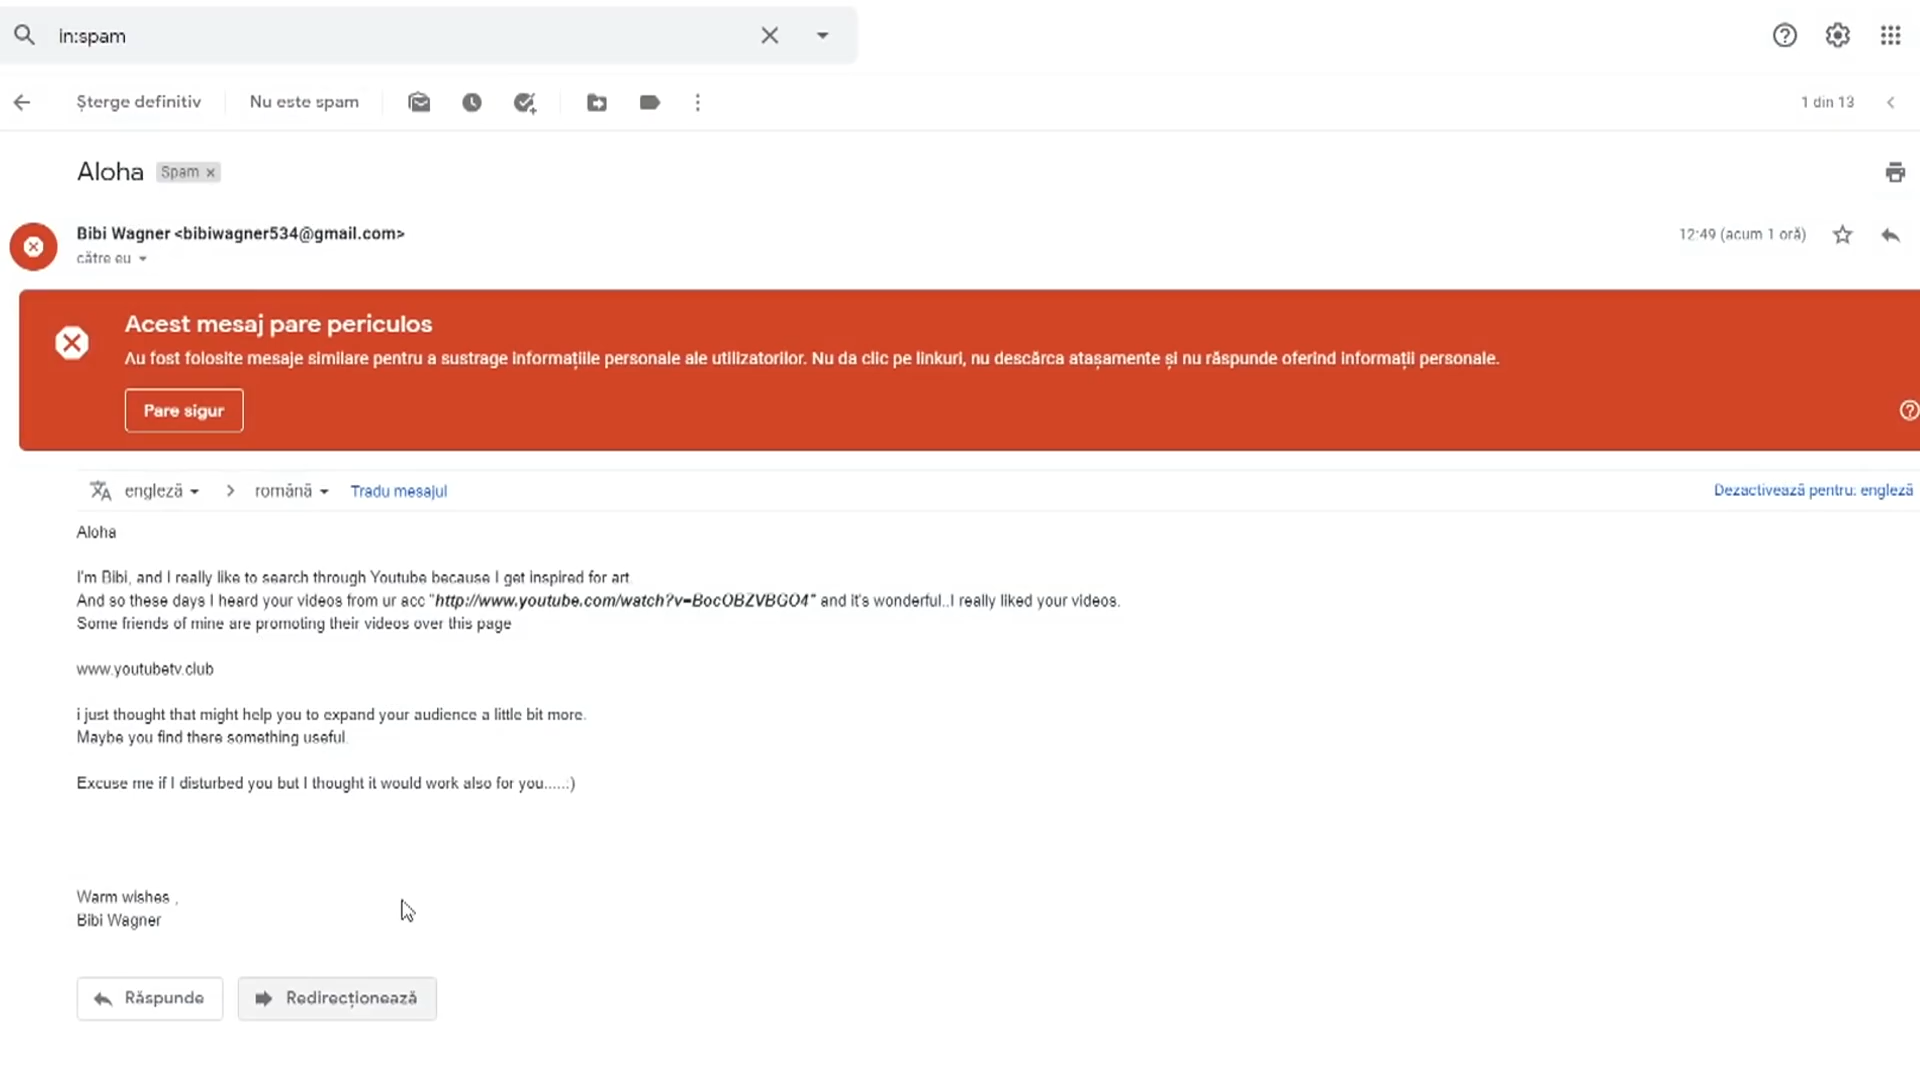 in:spam
Șterge definitiv
Nu este spam
1 din 13
Aloha
Spam ×
Bibi Wagner <bibiwagner534@gmail.com>
către eu
12:49 (acum 1 oră)
Acest mesaj pare periculos
Au fost folosite mesaje similare pentru a sustrage informațiile personale ale utilizatorilor. Nu da clic pe linkuri, nu descărca atașamente și nu răspunde oferind informații personale.
Pare sigur
engleză > română Tradu mesajul
Dezactivează pentru: engleză
Aloha
I'm Bibi, and I really like to search through Youtube because I get inspired for art.
And so these days I heard your videos from ur acc "http://www.youtube.com/watch?v=BocOBZVBGO4" and it's wonderful..I really liked your videos.
Some friends of mine are promoting their videos over this page
www.youtubetv.club
i just thought that might help you to expand your audience a little bit more.
Maybe you find there something useful.
Excuse me if I disturbed you but I thought it would work also for you.....:)
Warm wishes ,
Bibi Wagner
Răspunde
Redirecționează